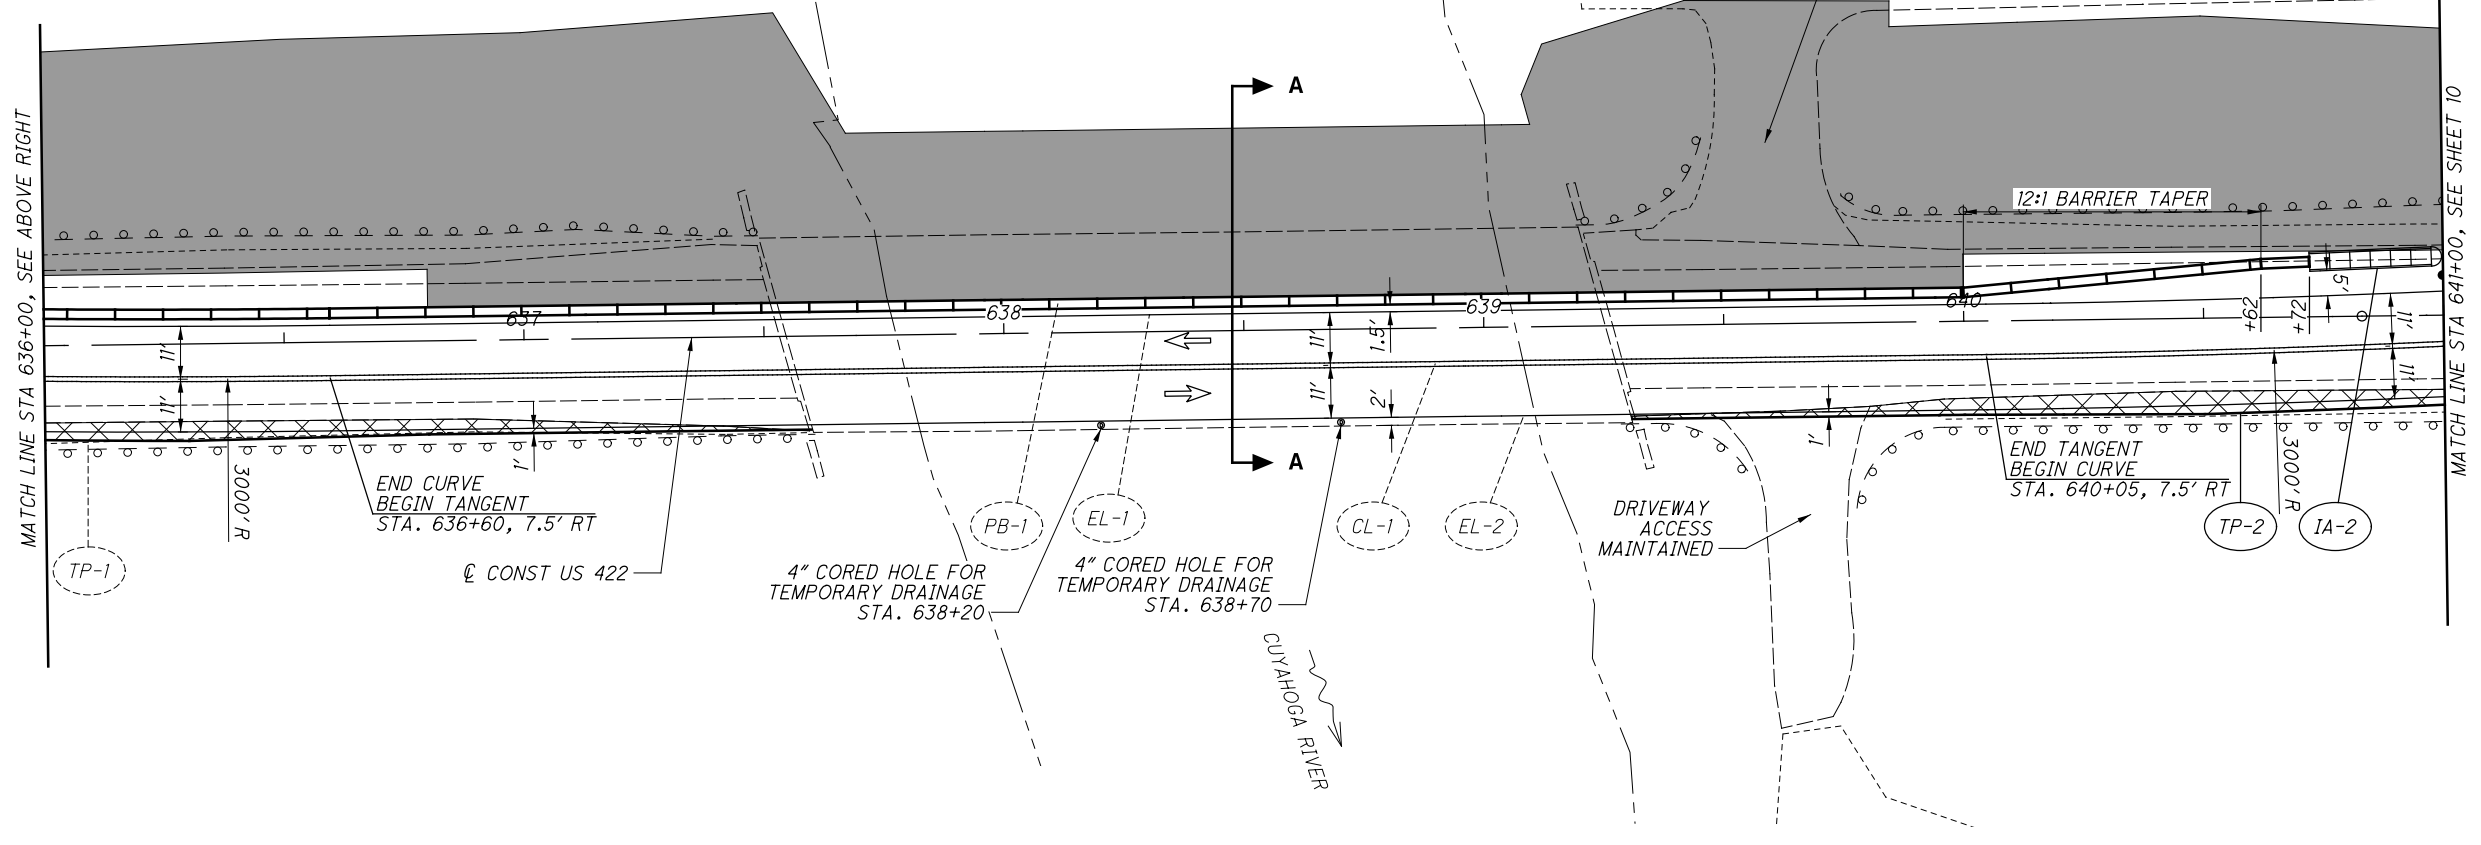 MATCH LINE STA 636+00, SEE ABOVE RIGHT
A
12:1 BARRIER TAPER
MATCH LINE STA 641+00, SEE SHEET 10
637
638
639
640
+62
+72
5'
11'
11'
11'
11'
1.5'
11'
11'
2'
1'
1'
3000' R
3000' R
END CURVE
BEGIN TANGENT
STA. 636+60, 7.5' RT
END TANGENT
BEGIN CURVE
STA. 640+05, 7.5' RT
A
TP-1
PB-1
EL-1
CL-1
EL-2
TP-2
IA-2
℄ CONST US 422
4" CORED HOLE FOR
TEMPORARY DRAINAGE
STA. 638+20
4" CORED HOLE FOR
TEMPORARY DRAINAGE
STA. 638+70
DRIVEWAY
ACCESS
MAINTAINED
CUYAHOGA RIVER